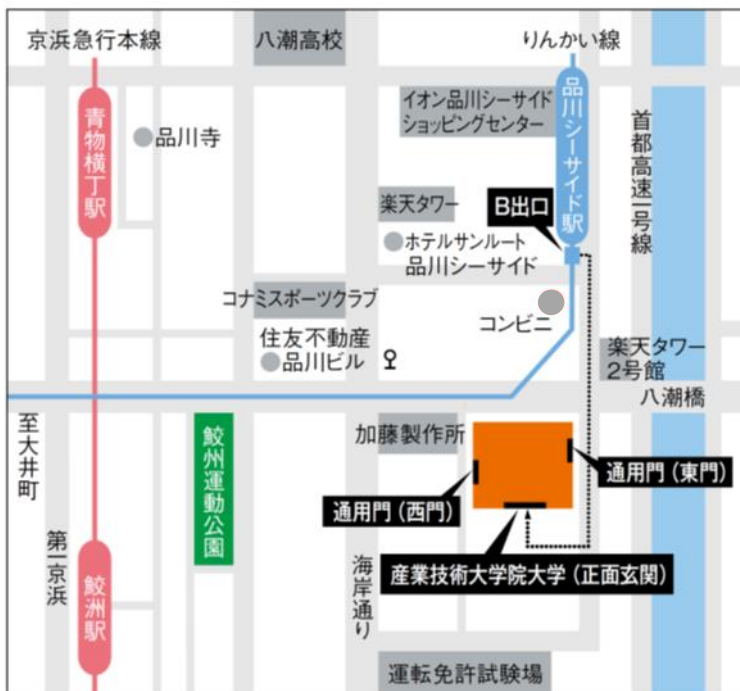 京浜急行本線
八潮高校
りんかい線
青物横丁駅
品川寺
イオン品川シーサイド
ショッピングセンター
品川シーサイド駅
首都高速一号線
楽天タワー
B出口
ホテルサンルート
品川シーサイド
コナミスポーツクラブ
コンビニ
住友不動産
品川ビル
楽天タワー
2号館
八潮橋
至大井町
鮫州運動公園
加藤製作所
通用門（東門）
通用門（西門）
第一京浜
鮫洲駅
海岸通り
産業技術大学院大学（正面玄関）
運転免許試験場